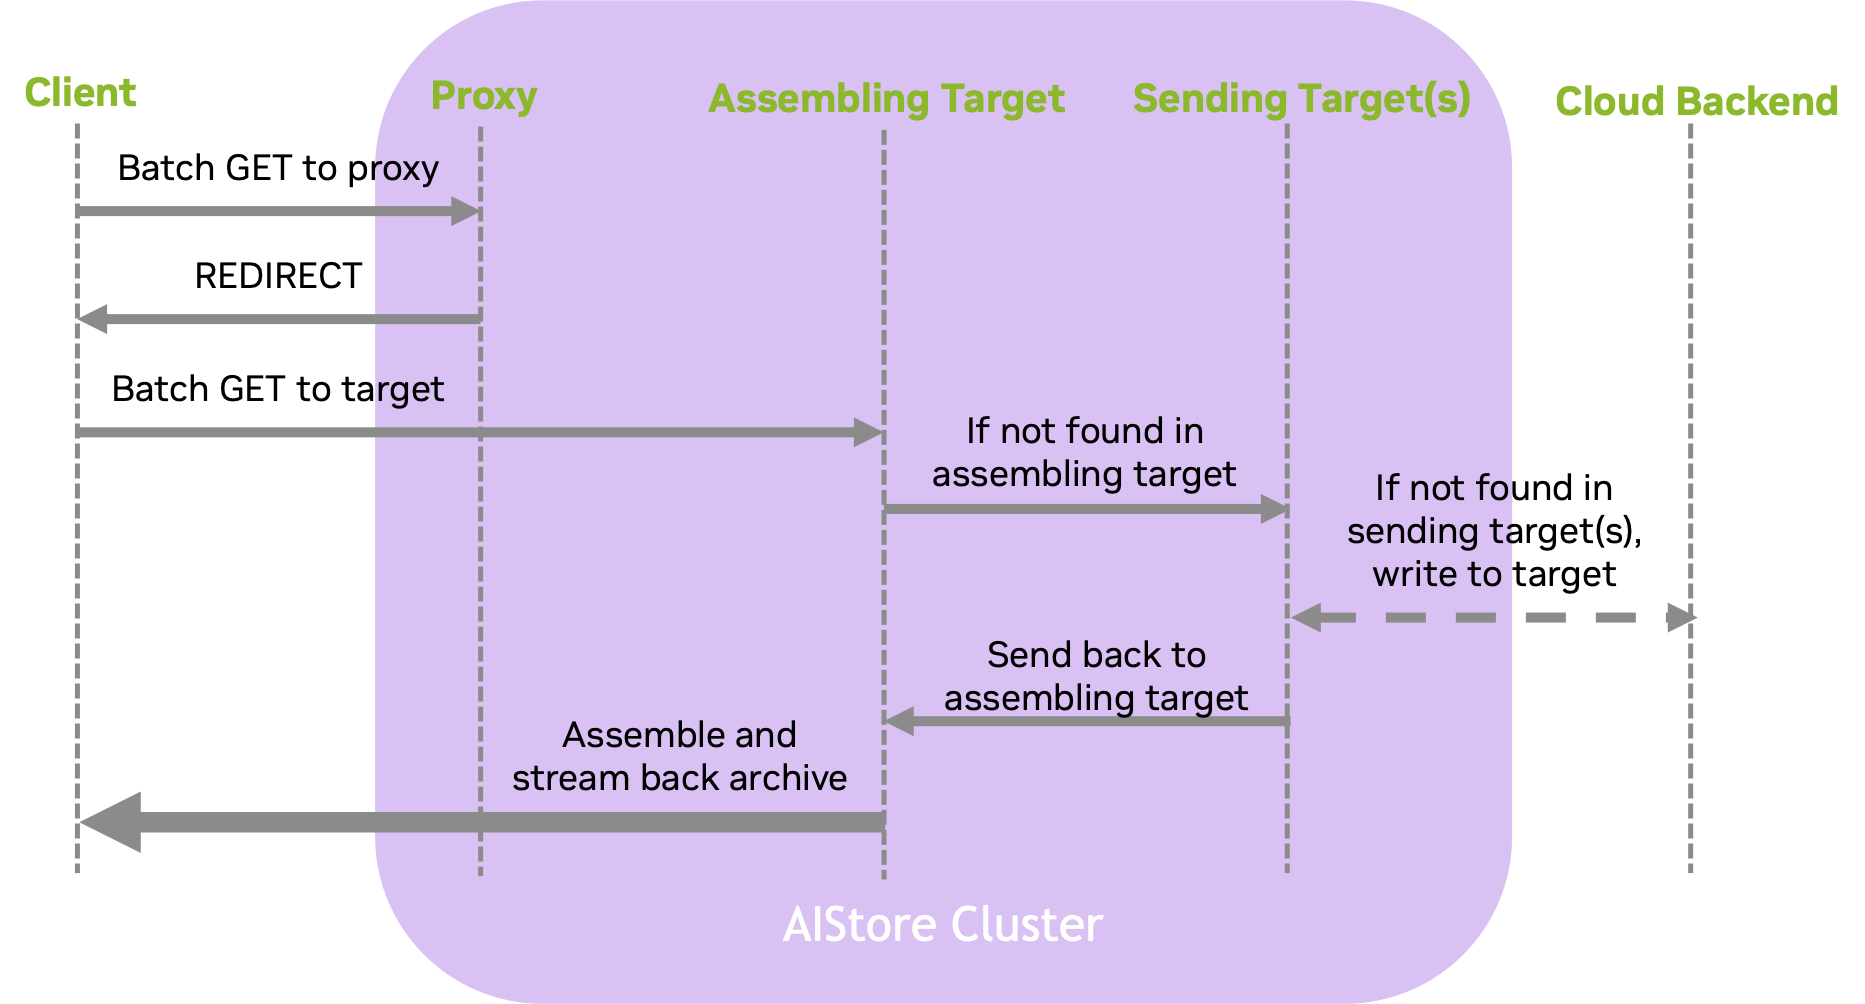 Client
Proxy
Assembling Target
Sending Target(s)
Cloud Backend
Batch GET to proxy
REDIRECT
Batch GET to target
If not found in
assembling target
If not found in
sending target(s),
write to target
Send back to
assembling target
Assemble and
stream back archive
AIStore Cluster